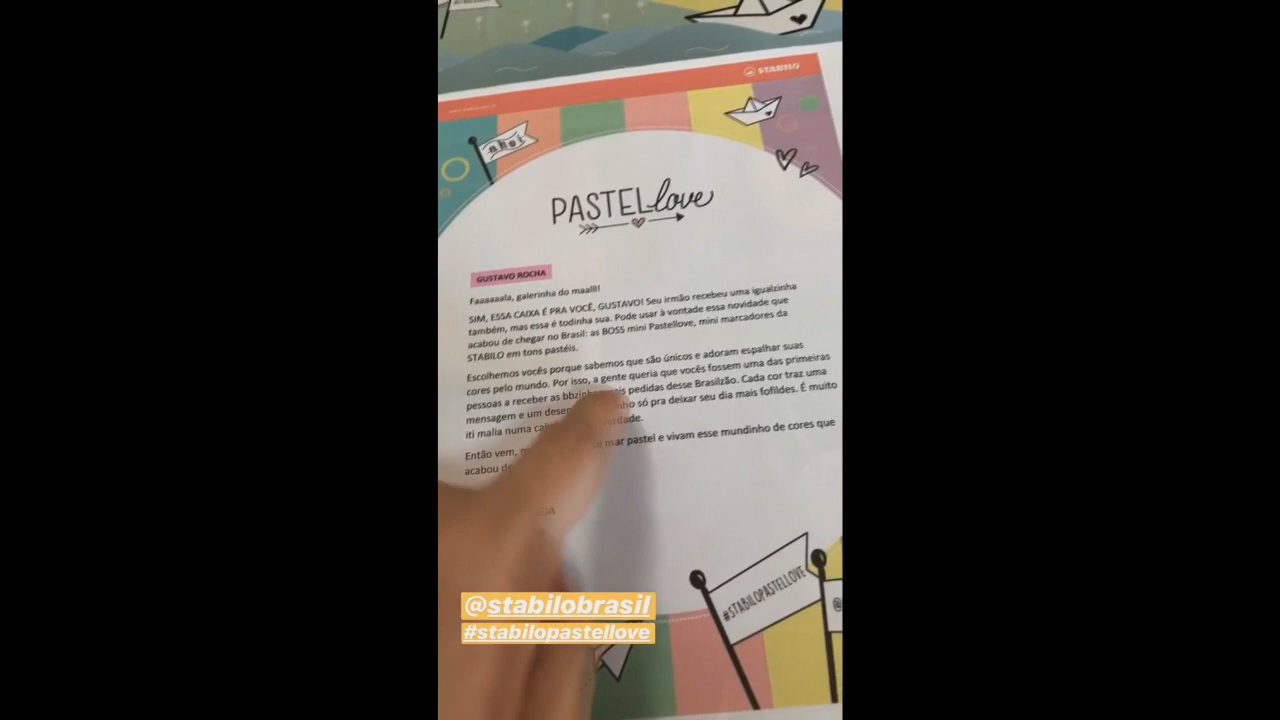 STABILO
ahoi
PASTELlove
GUSTAVO ROCHA
Faaaaaala, galerinha do maallll!
SIM, ESSA CAIXA É PRA VOCÊ, GUSTAVO! Seu irmão recebeu uma igualzinha
também, mas essa é todinha sua. Pode usar à vontade essa novidade que
acabou de chegar no Brasil: as BOSS mini Pastellove, mini marcadores da
STABILO em tons pastéis.
Escolhemos vocês porque sabemos que são únicos e adoram espalhar suas
cores pelo mundo. Por isso, a gente queria que vocês fossem uma das primeiras
pessoas a receber as pedidas desse Brasilzão. Cada cor traz uma
mensagem e um só pra deixar seu dia mais fofildes. É muito
iti malia numa
Então vem, mar pastel e vivam esse mundinho de cores que
acabou de
#STABILOPASTELLOVE
@
@stabilobrasil
#stabilopastellove